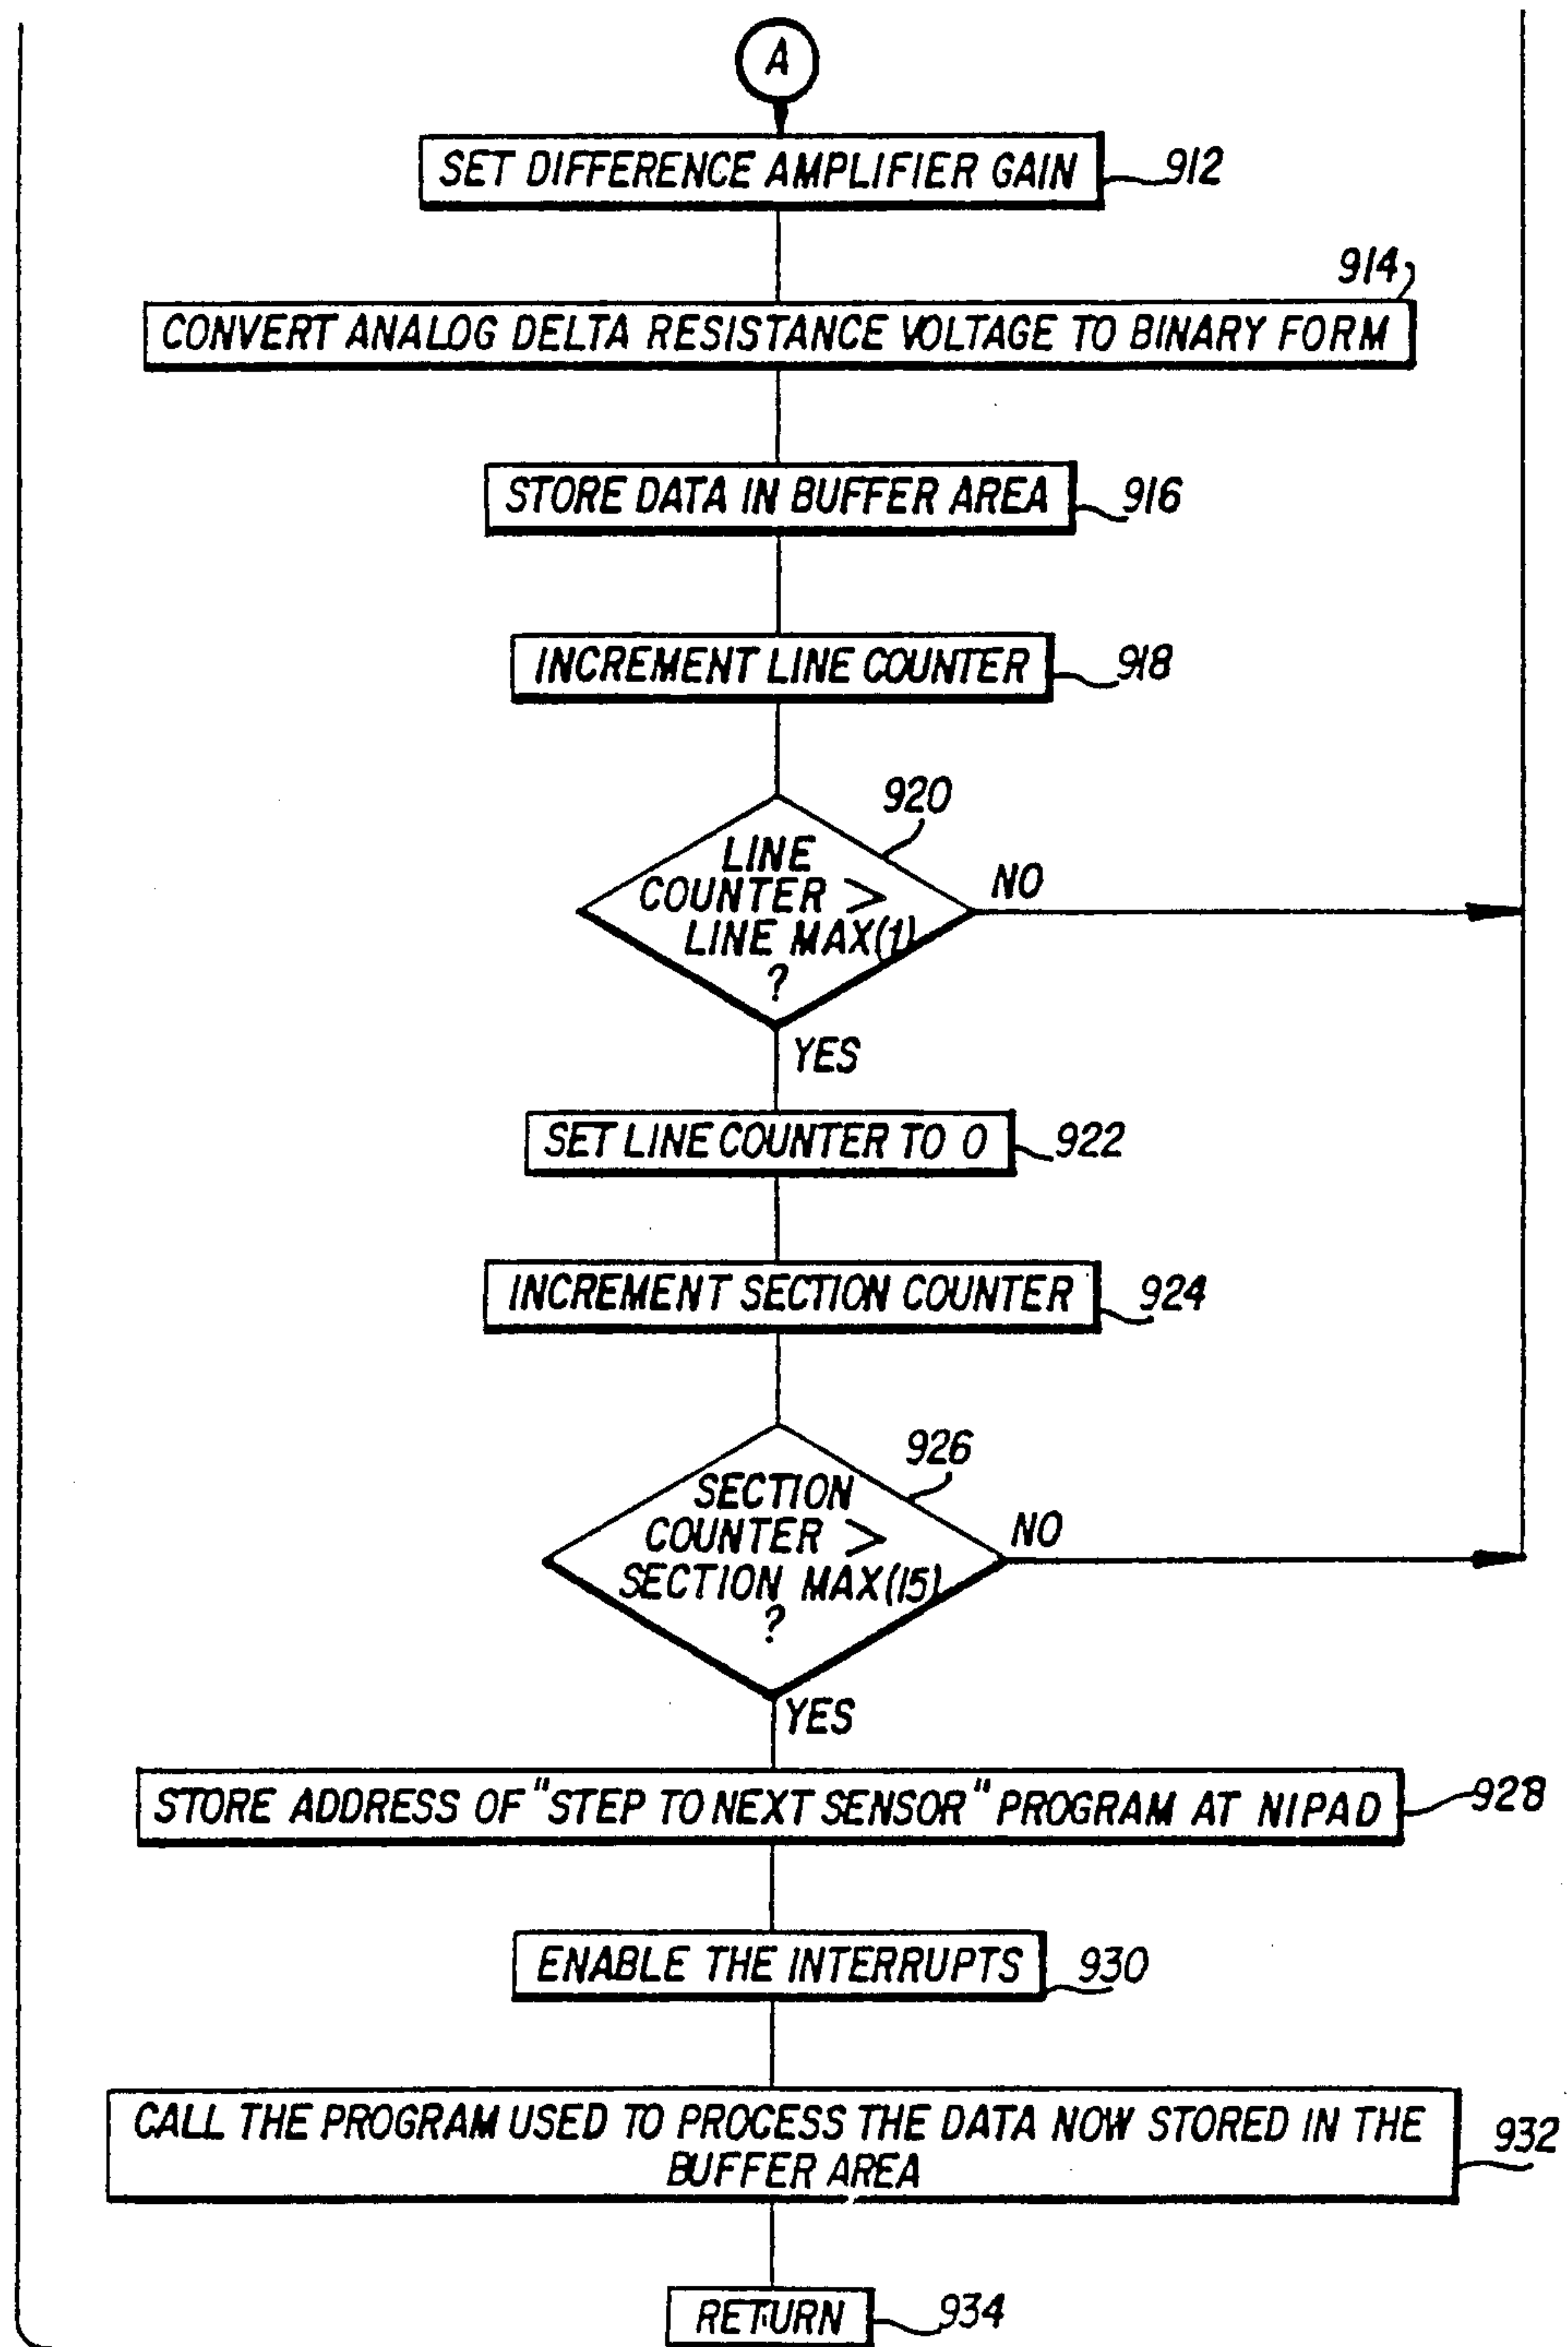 A
SET DIFFERENCE AMPLIFIER GAIN
912
914
CONVERT ANALOG DELTA RESISTANCE VOLTAGE TO BINARY FORM
STORE DATA IN BUFFER AREA
916
INCREMENT LINE COUNTER
918
920
LINE
COUNTER >
LINE MAX(1)
?
NO
YES
SET LINE COUNTER TO 0
922
INCREMENT SECTION COUNTER
924
926
SECTION
COUNTER >
SECTION MAX(15)
?
NO
YES
STORE ADDRESS OF "STEP TO NEXT SENSOR" PROGRAM AT NIPAD
928
ENABLE THE INTERRUPTS
930
CALL THE PROGRAM USED TO PROCESS THE DATA NOW STORED IN THE
BUFFER AREA
932
RETURN
934